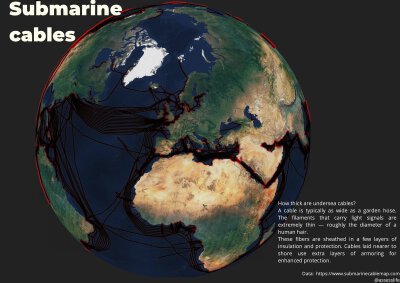 Submarine
cables
How thick are undersea cables?
A cable is typically as wide as a garden hose.
The filaments that carry light signals are
extremely thin — roughly the diameter of a
human hair.
These fibers are sheathed in a few layers of
insulation and protection. Cables laid nearer to
shore use extra layers of armoring for
enhanced protection.
Data: https://www.submarinecablemap.com
@assesslife